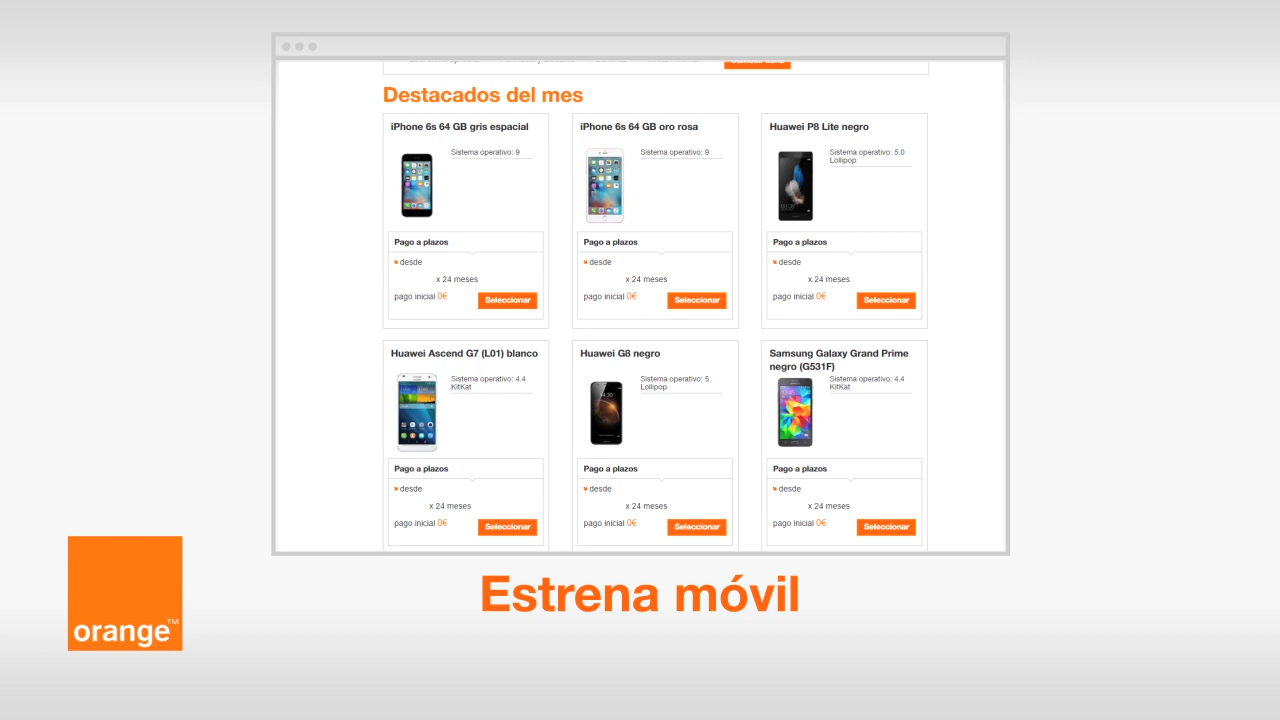 Destacados del mes
iPhone 6s 64 GB gris espacial
Sistema operativo: 9
Pago a plazos
desde
x 24 meses
pago inicial 0€
Seleccionar
iPhone 6s 64 GB oro rosa
Sistema operativo: 9
Pago a plazos
desde
x 24 meses
pago inicial 0€
Seleccionar
Huawei P8 Lite negro
Sistema operativo: 5.0
Lollipop
Pago a plazos
desde
x 24 meses
pago inicial 0€
Seleccionar
Huawei Ascend G7 (L01) blanco
Sistema operativo: 4.4
KitKat
Pago a plazos
desde
x 24 meses
pago inicial 0€
Seleccionar
Huawei G8 negro
Sistema operativo: 5
Lollipop
Pago a plazos
desde
x 24 meses
pago inicial 0€
Seleccionar
Samsung Galaxy Grand Prime
negro (G531F)
Sistema operativo: 4.4
KitKat
Pago a plazos
desde
x 24 meses
pago inicial 0€
Seleccionar
Estrena móvil
orange™